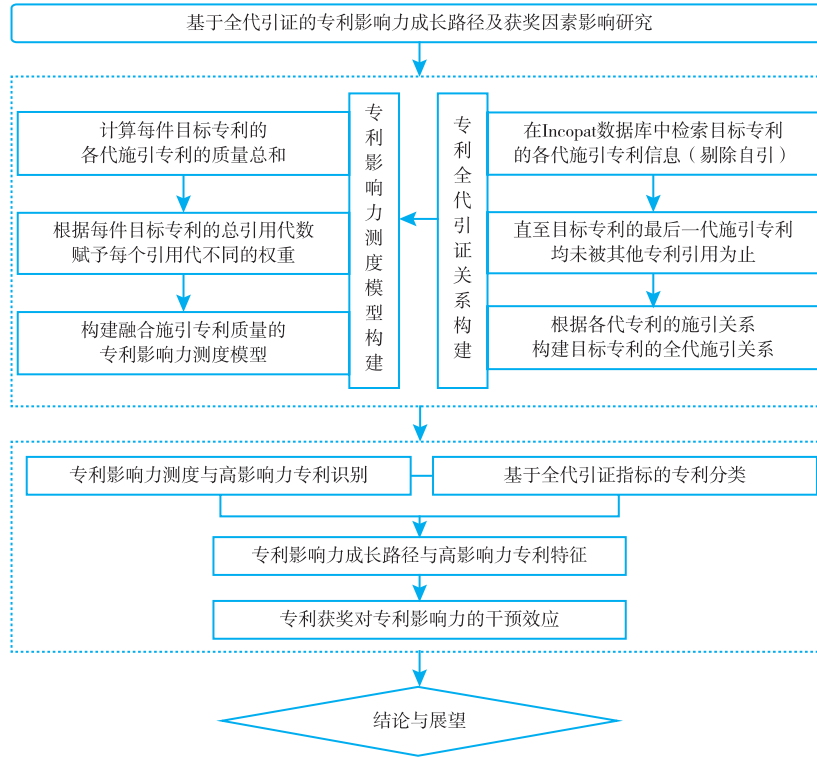 基于全代引证的专利影响力成长路径及获奖因素影响研究
计算每件目标专利的
各代施引专利的质量总和
根据每件目标专利的总引用代数
赋予每个引用代不同的权重
构建融合施引专利质量的
专利影响力测度模型
专利影响力测度模型构建
专利全代引证关系构建
在Incopat数据库中检索目标专利
的各代施引专利信息（剔除自引）
直至目标专利的最后一代施引专利
均未被其他专利引用为止
根据各代专利的施引关系
构建目标专利的全代施引关系
专利影响力测度与高影响力专利识别
基于全代引证指标的专利分类
专利影响力成长路径与高影响力专利特征
专利获奖对专利影响力的干预效应
结论与展望